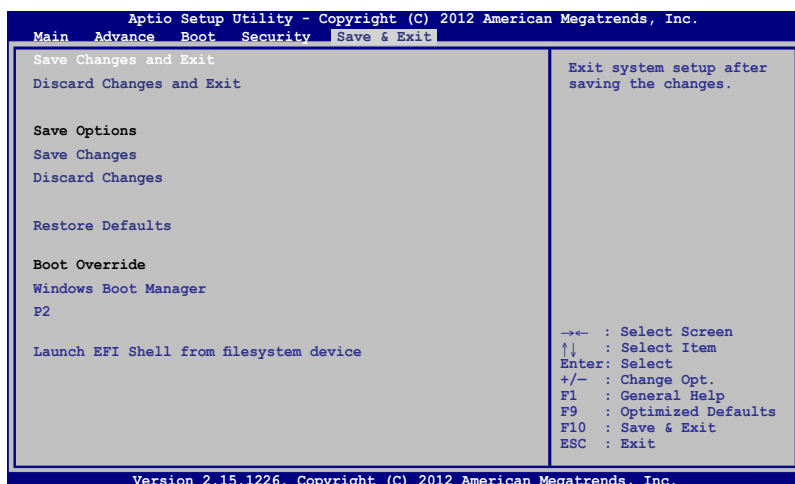 Aptio Setup Utility - Copyright (C) 2012 American Megatrends, Inc.
Main Advance Boot Security Save & Exit
Save Changes and Exit
Discard Changes and Exit
Save Options
Save Changes
Discard Changes
Restore Defaults
Boot Override
Windows Boot Manager
P2
Launch EFI Shell from filesystem device
Exit system setup after
saving the changes.
→← : Select Screen
↑↓ : Select Item
Enter: Select
+/— : Change Opt.
F1 : General Help
F9 : Optimized Defaults
F10 : Save & Exit
ESC : Exit
Version 2.15.1226. Copyright (C) 2012 American Megatrends, Inc.